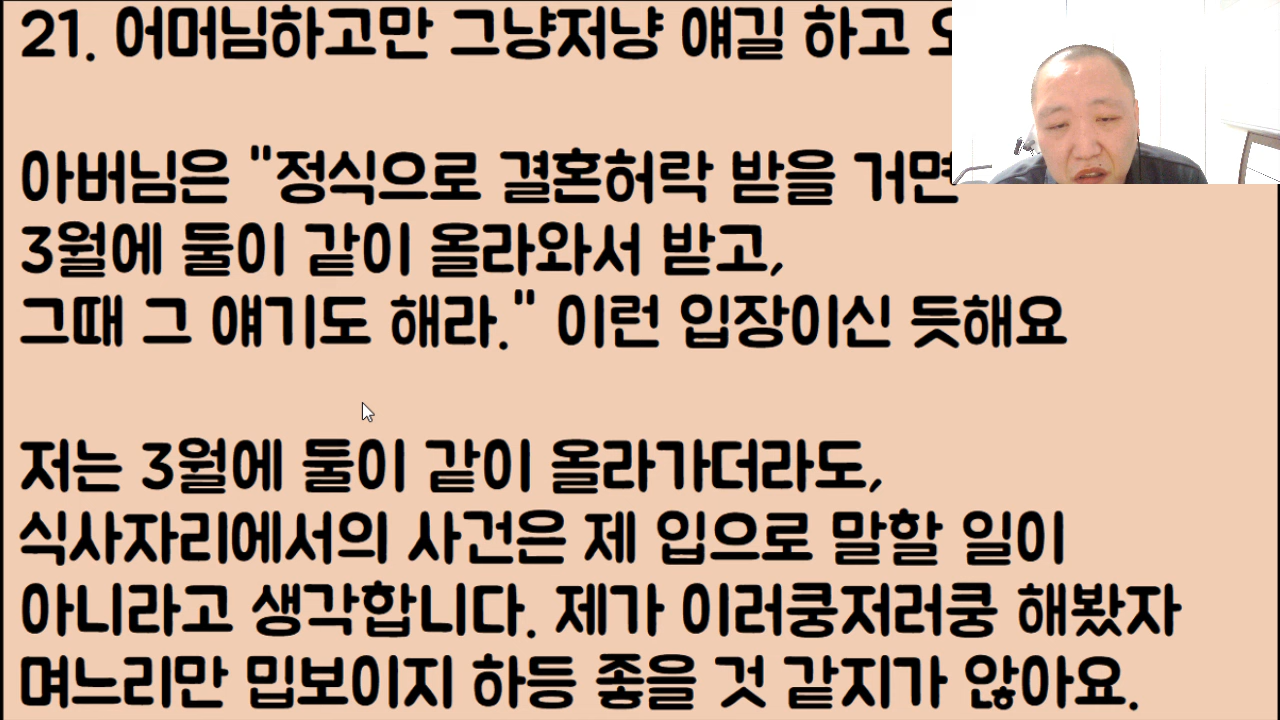 21. 어머님하고만 그냥저냥 얘길 하고
아버님은 "정식으로 결혼허락 받을 거면
3월에 둘이 같이 올라와서 받고,
그때 그 얘기도 해라." 이런 입장이신 듯해요
저는 3월에 둘이 같이 올라가더라도,
식사자리에서의 사건은 제 입으로 말할 일이
아니라고 생각합니다. 제가 이러쿵저러쿵 해봤자
며느리만 밉보이지 하등 좋을 것 같지가 않아요.